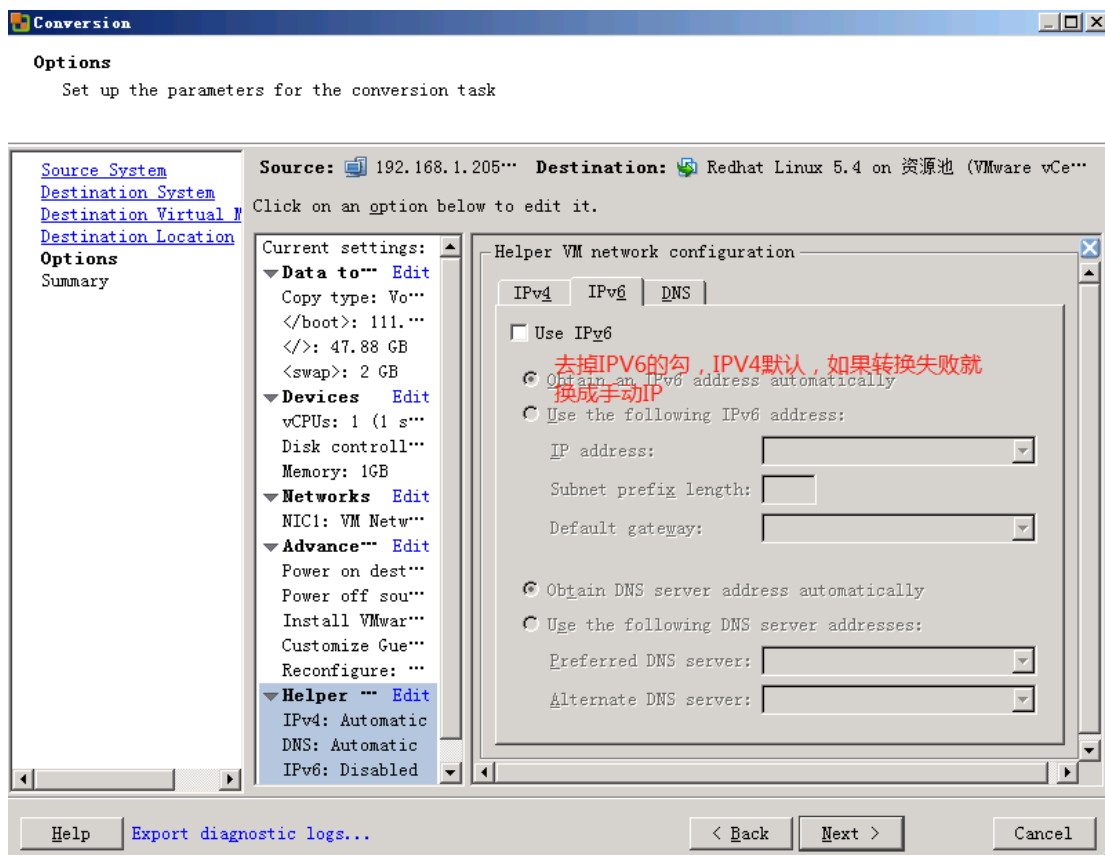 Conversion
Options
Set up the parameters for the conversion task
Source System
Destination System
Destination Virtual M
Destination Location
Options
Summary
Source: 192.168.1.205… Destination: Redhat Linux 5.4 on 资源池 (VMware vCe…
Click on an option below to edit it.
Current settings:
Data to… Edit
Copy type: Vo…
</boot>: 111.…
</>: 47.88 GB
<swap>: 2 GB
Devices Edit
vCPUs: 1 (1 s…
Disk controll…
Memory: 1GB
Networks Edit
NIC1: VM Netw…
Advance… Edit
Power on dest…
Power off sou…
Install VMwar…
Customize Gue…
Reconfigure: …
Helper … Edit
IPv4: Automatic
DNS: Automatic
IPv6: Disabled
Helper VM network configuration
IPv4 IPv6 DNS
Use IPv6
去掉IPV6的勾，IPV4默认，如果转换失败就
Obtain an IPv6 address automatically
换成手动IP
Use the following IPv6 address:
IP address:
Subnet prefix length:
Default gateway:
Obtain DNS server address automatically
Use the following DNS server addresses:
Preferred DNS server:
Alternate DNS server:
Help Export diagnostic logs... < Back Next > Cancel